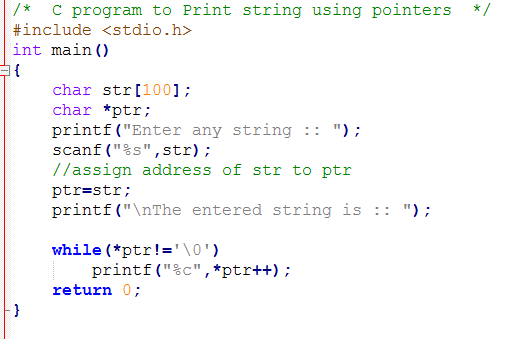 /*  C program to Print string using pointers  */
#include <stdio.h>
int main()
{
    char str[100];
    char *ptr;
    printf("Enter any string :: ");
    scanf("%s",str);
    //assign address of str to ptr
    ptr=str;
    printf("\nThe entered string is :: ");

    while(*ptr!='\0')
        printf("%c",*ptr++);
    return 0;
}